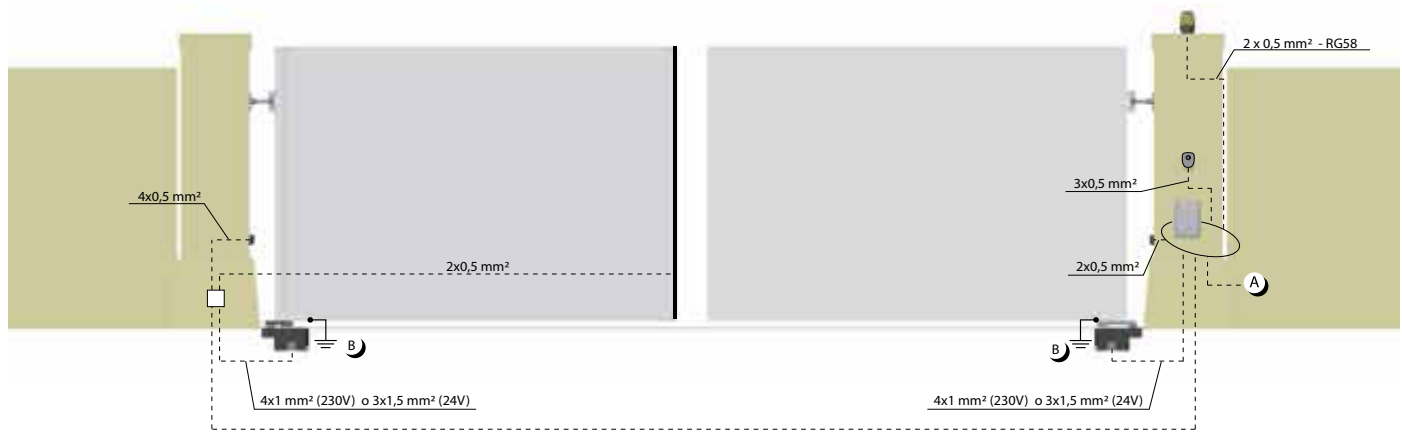 2 x 0,5 mm² - RG58
3x0,5 mm²
4x0,5 mm²
2x0,5 mm²
2x0,5 mm²
A
B
B
4x1 mm² (230V) o 3x1,5 mm² (24V)
4x1 mm² (230V) o 3x1,5 mm² (24V)